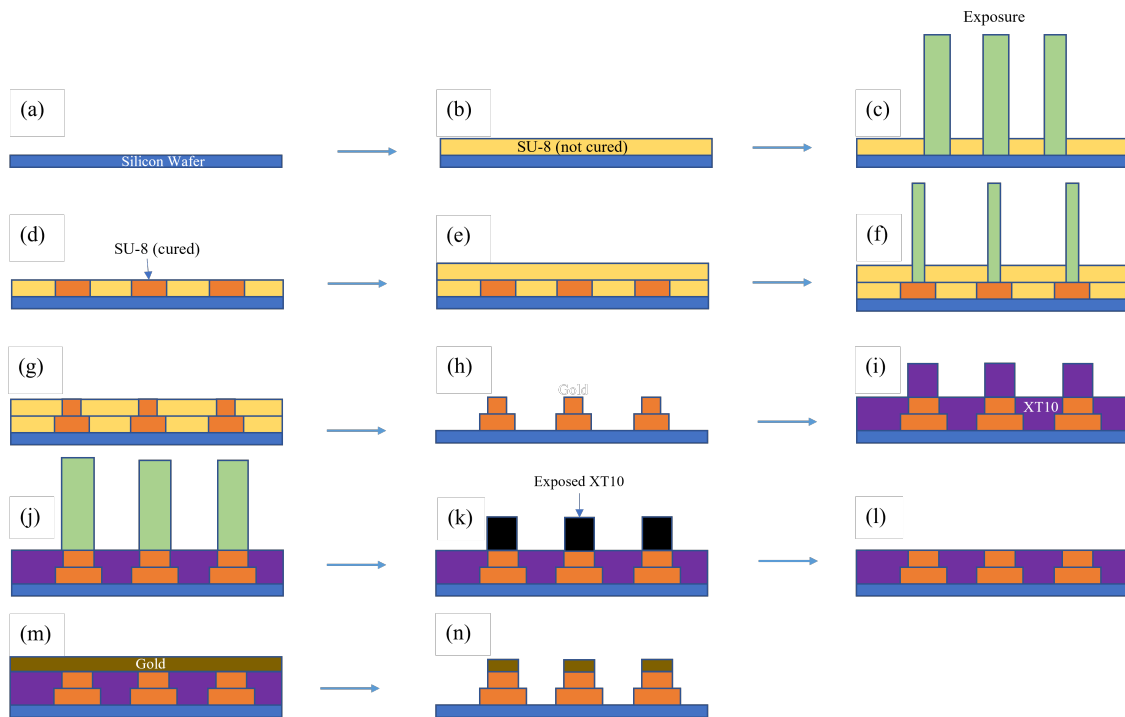 Exposure
(a)
(b)
(c)
Silicon Wafer
SU-8 (not cured)
(d)
SU-8 (cured)
(e)
(f)
(g)
(h)
Gold
(i)
XT10
(j)
Exposed XT10
(k)
(l)
(m)
Gold
(n)